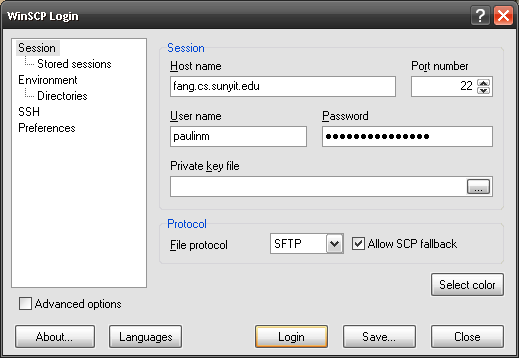 WinSCP Login
Session
Stored sessions
Environment
Directories
SSH
Preferences
Session
Host name
Port number
fang.cs.sunyit.edu
22
User name
Password
paulinm
●●●●●●●●●●●●●●●
Private key file
...
Protocol
File protocol
SFTP
Allow SCP fallback
Select color
Advanced options
About...
Languages
Login
Save...
Close